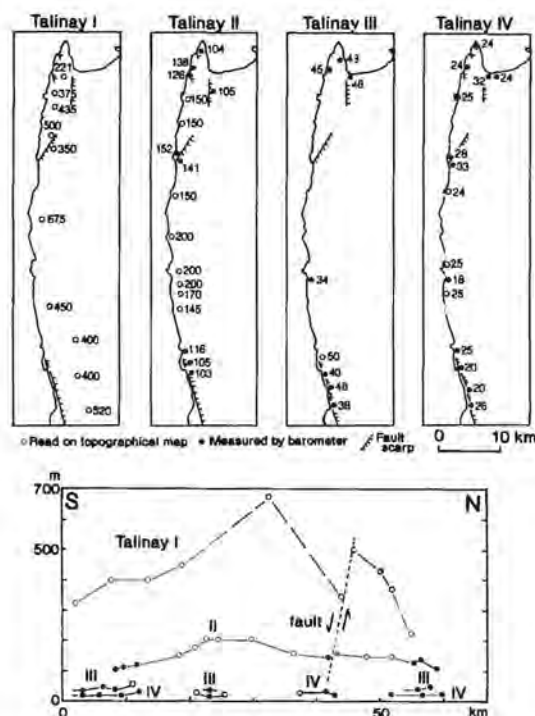 Talinay I
Talinay II
Talinay III
Talinay IV
221
375
435
500
350
675
450
400
400
320
104
138
126
105
150
150
152
141
150
200
200
200
170
145
116
105
103
43
45
48
34
50
40
48
38
24
24
32
24
25
28
33
24
25
18
25
25
20
20
26
Read on topographical map
Measured by barometer
Fault scarp
0 10 km
m
700
S
N
Talinay I
500
fault
II
III
III
III
IV
IV
IV
0
50
km